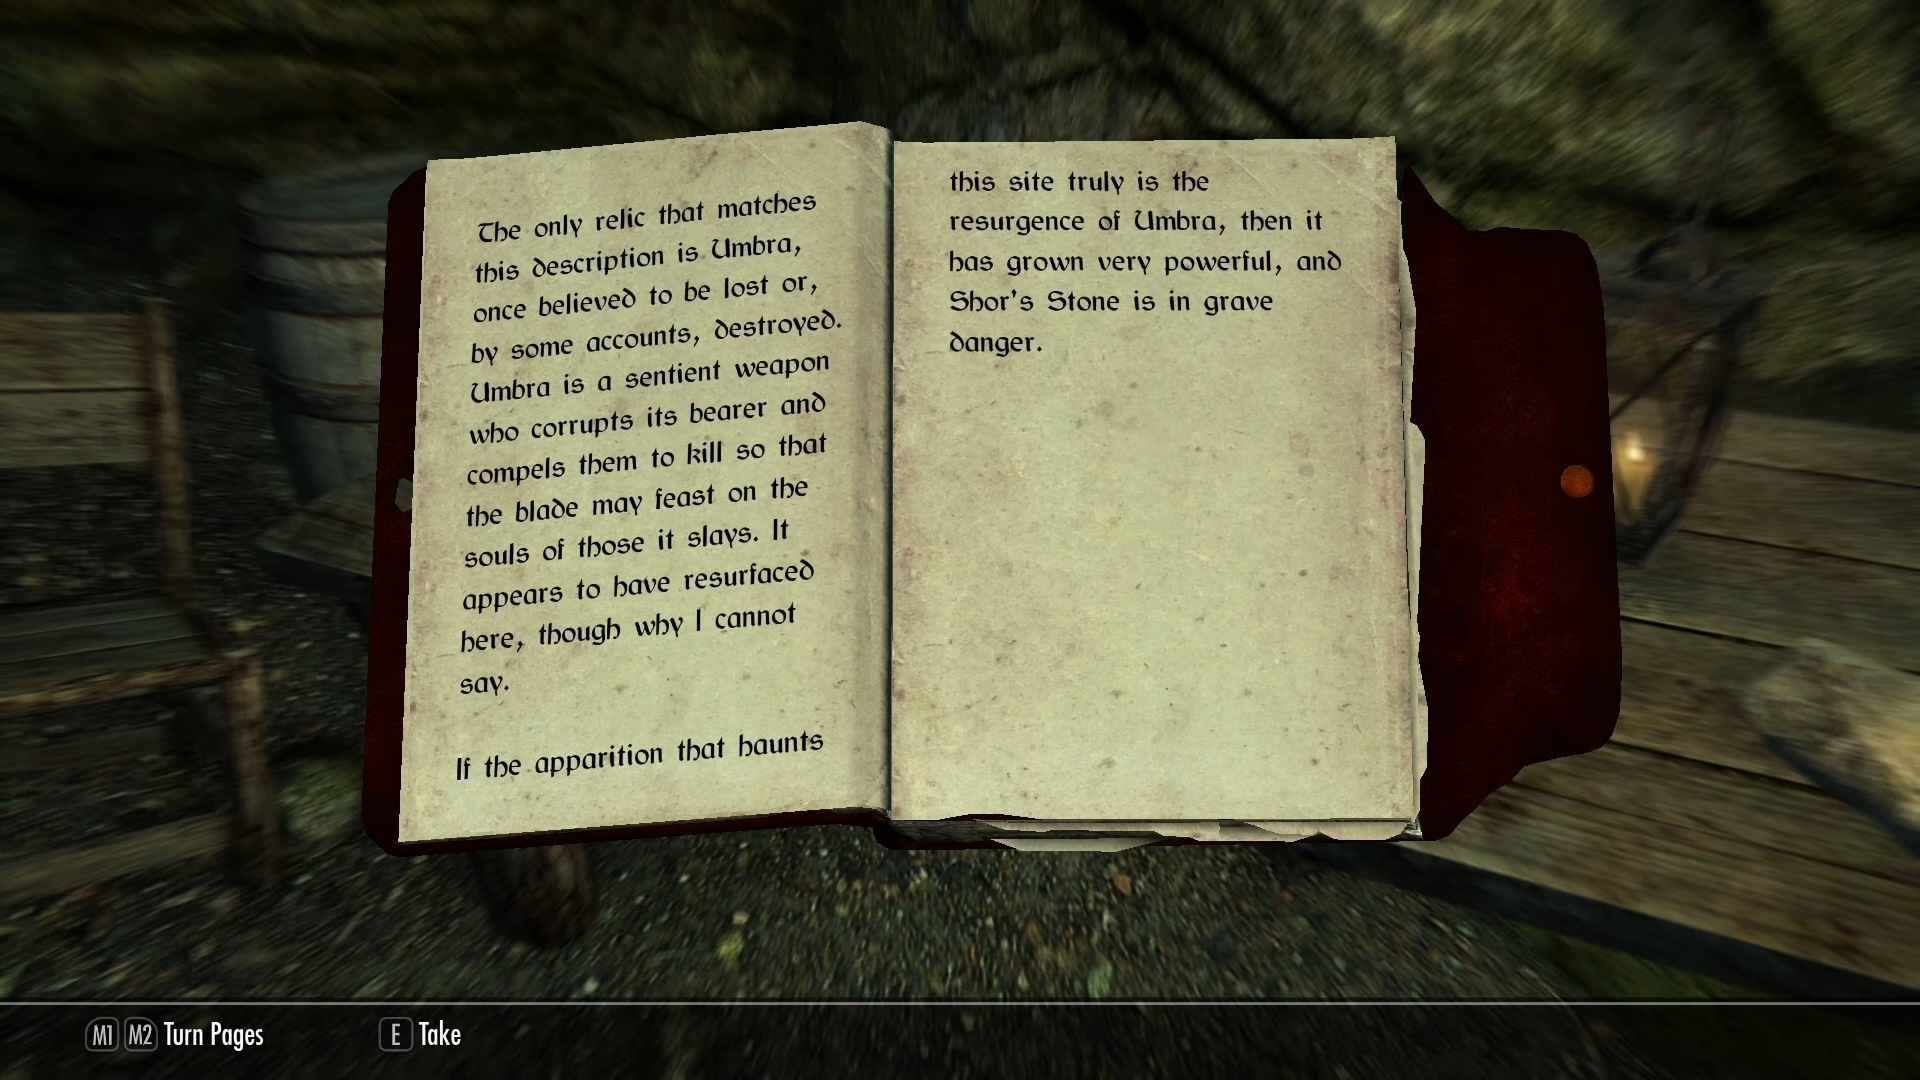 The only relic that matches
this description is Umbra,
once believed to be lost or,
by some accounts, destroyed.
Umbra is a sentient weapon
who corrupts its bearer and
compels them to kill so that
the blade may feast on the
souls of those it slays. It
appears to have resurfaced
here, though why I cannot
say.
If the apparition that haunts
this site truly is the
resurgence of Umbra, then it
has grown very powerful, and
Shor's Stone is in grave
danger.
M1 M2 Turn Pages
E Take